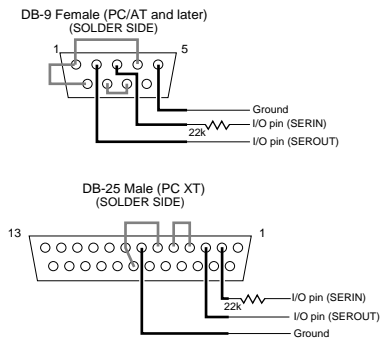 DB-9 Female (PC/AT and later)
(SOLDER SIDE)
1 5
Ground
I/O pin (SERIN)
22k
I/O pin (SEROUT)
DB-25 Male (PC XT)
(SOLDER SIDE)
13 1
I/O pin (SERIN)
22k
I/O pin (SEROUT)
Ground